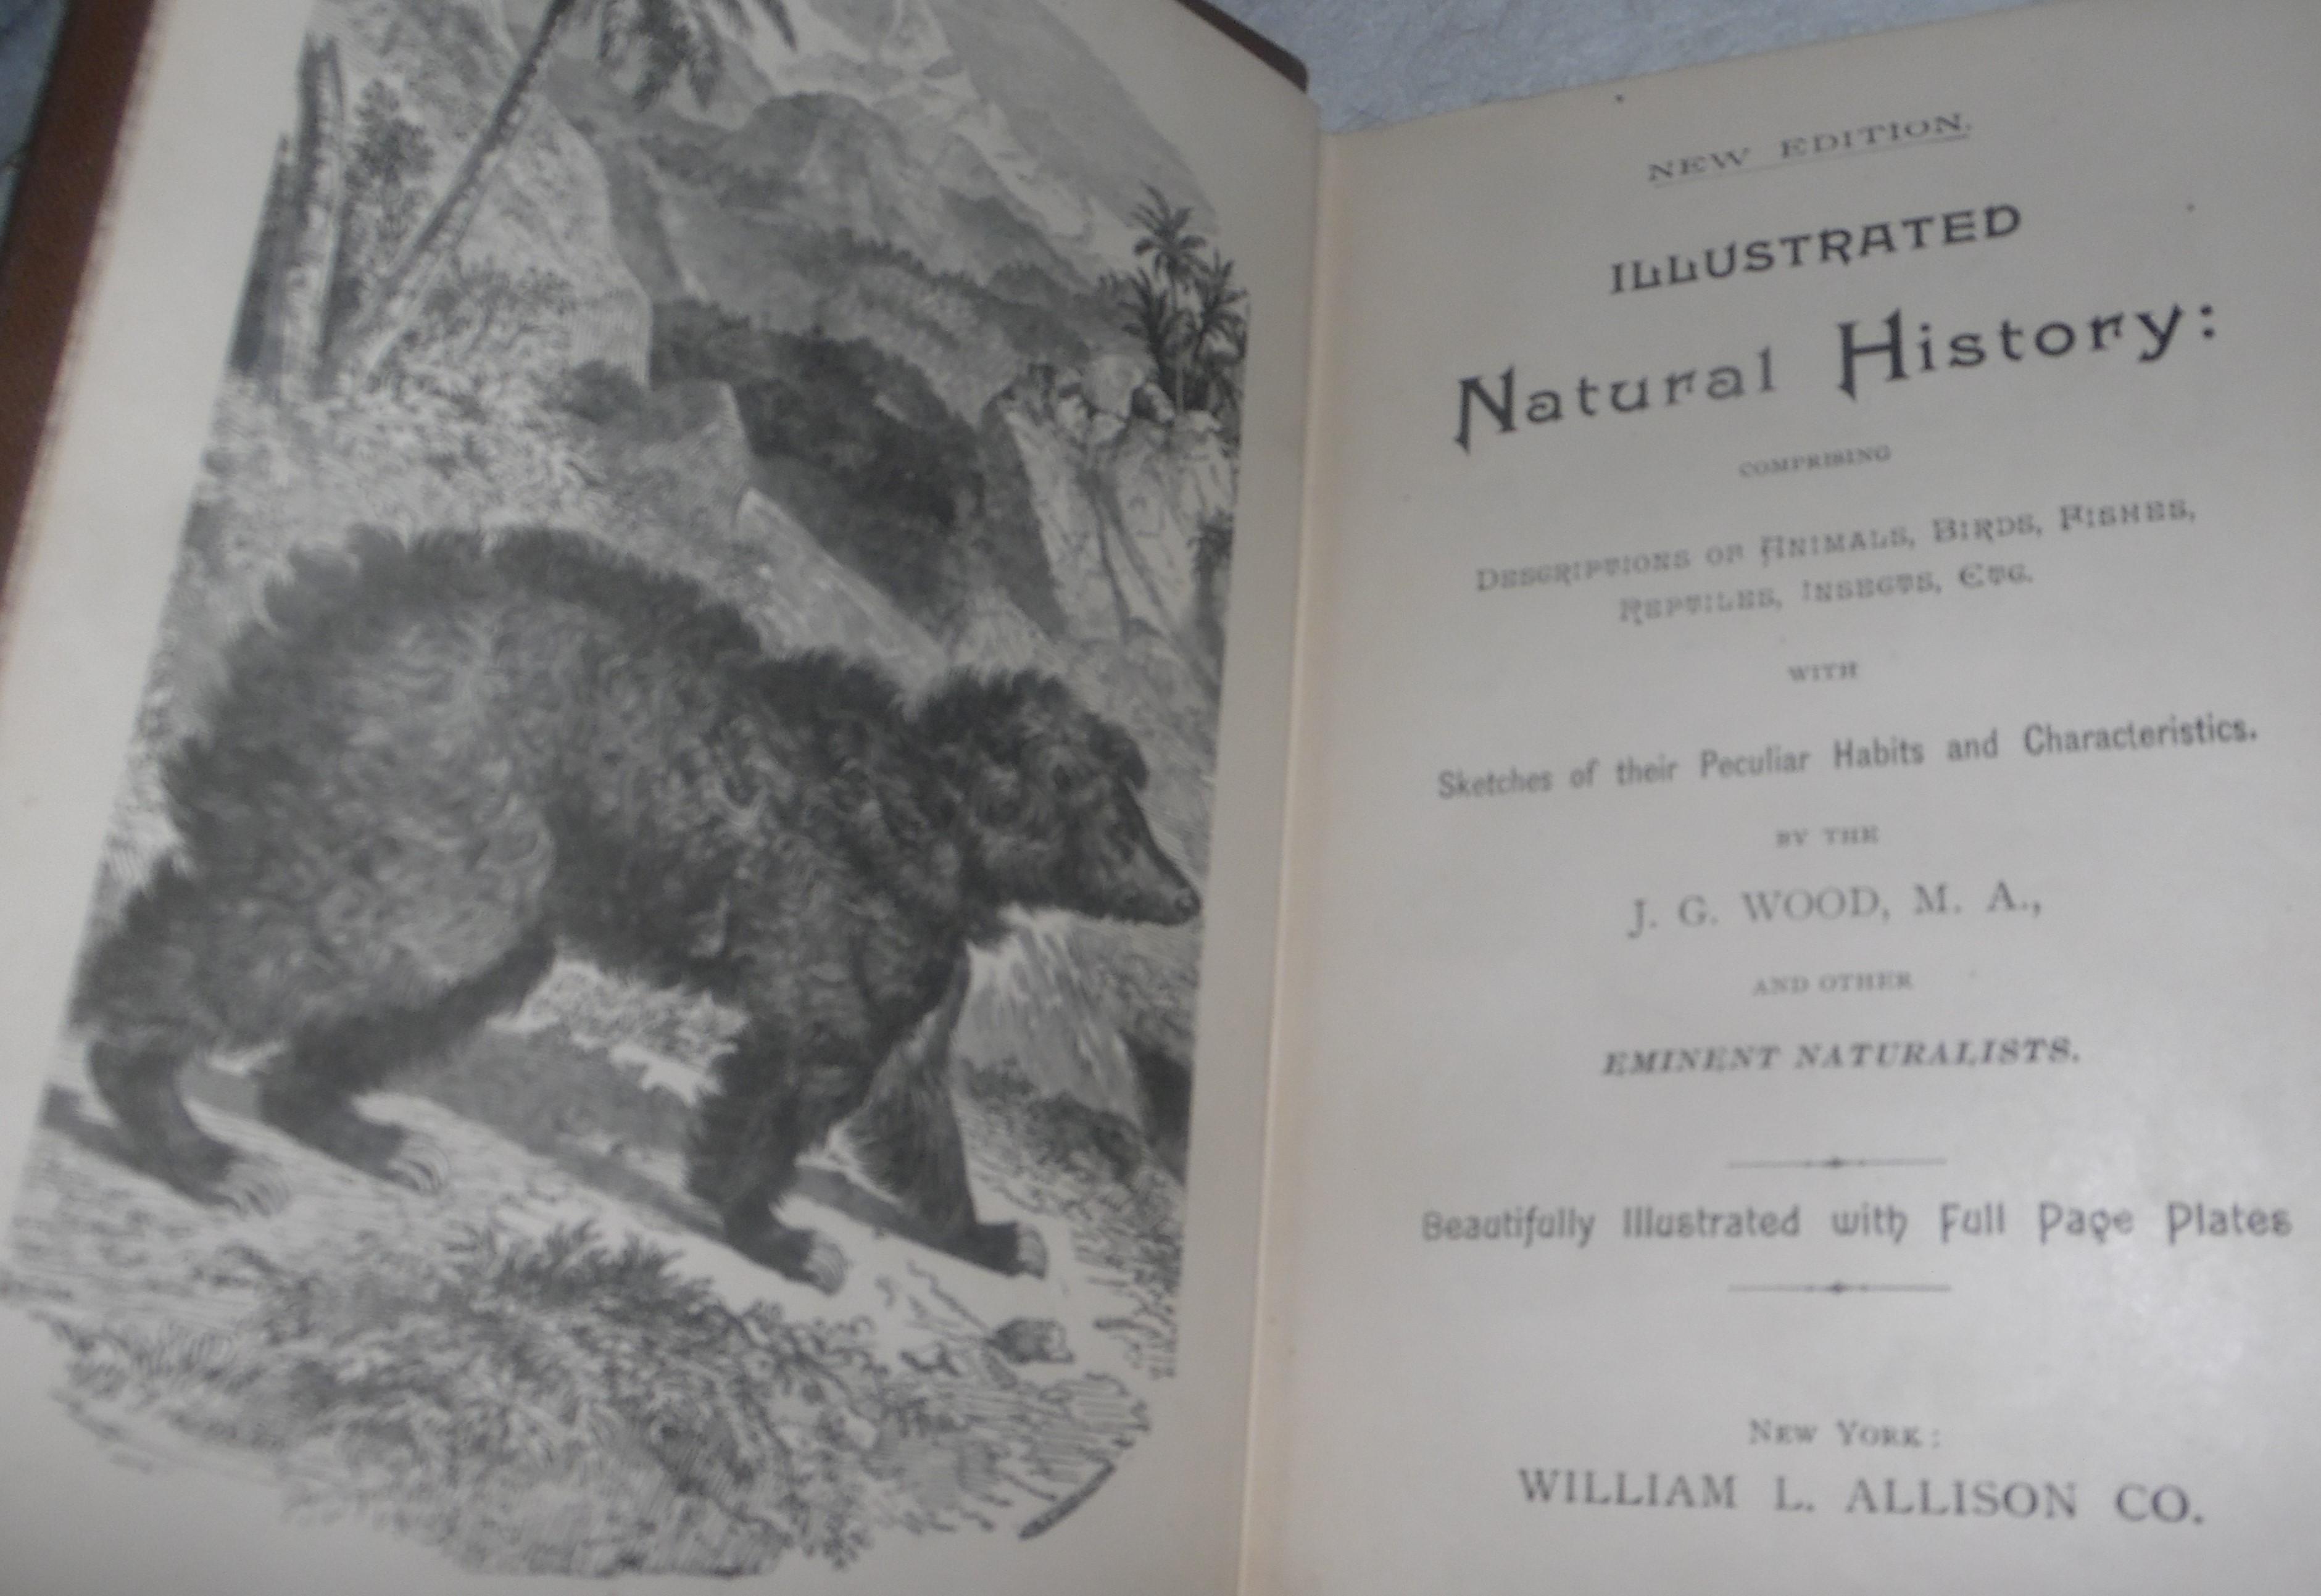 NEW EDITION.
ILLUSTRATED
Natural History:
COMPRISING
DESCRIPTIONS OF ANIMALS, BIRDS, FISHES,
REPTILES, INSECTS, ETC.
WITH
Sketches of their Peculiar Habits and Characteristics.
BY THE
J. G. WOOD, M. A.,
AND OTHER
EMINENT NATURALISTS.
Beautifully Illustrated with Full Page Plates
NEW YORK:
WILLIAM L. ALLISON CO.